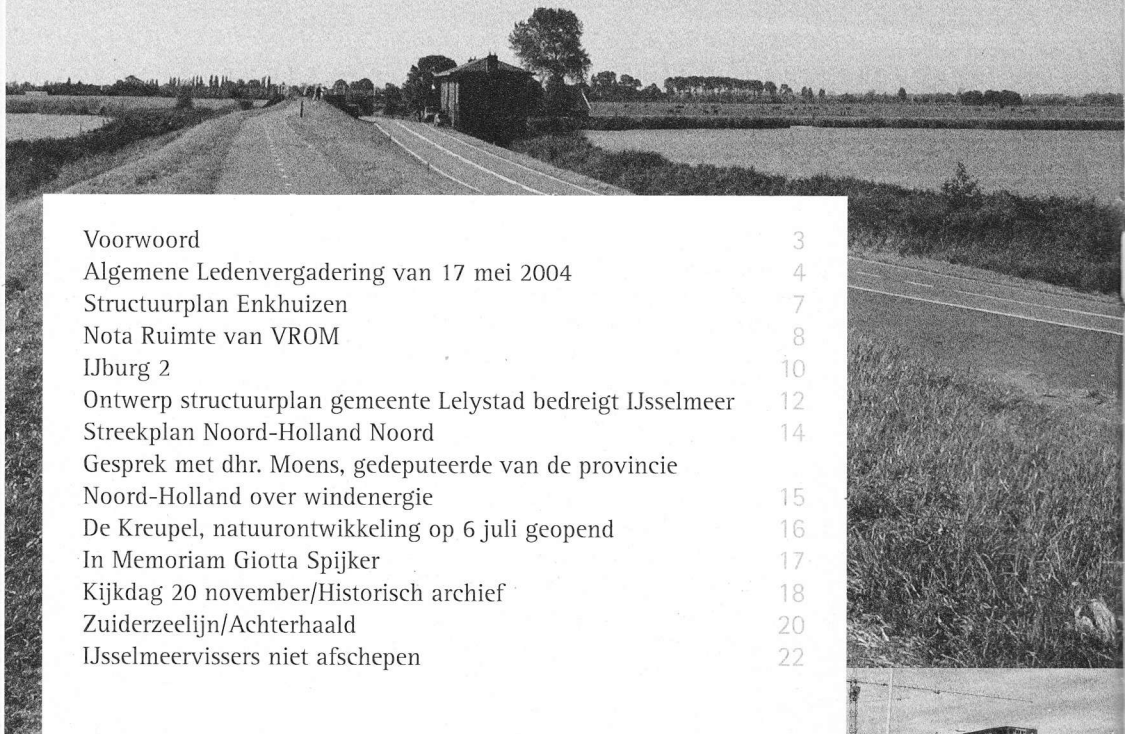 Voorwoord 3
Algemene Ledenvergadering van 17 mei 2004 4
Structuurplan Enkhuizen 7
Nota Ruimte van VROM 8
IJburg 2 10
Ontwerp structuurplan gemeente Lelystad bedreigt IJsselmeer 12
Streekplan Noord-Holland Noord 14
Gesprek met dhr. Moens, gedeputeerde van de provincie
Noord-Holland over windenergie 15
De Kreupel, natuurontwikkeling op 6 juli geopend 16
In Memoriam Giotta Spijker 17
Kijkdag 20 november/Historisch archief 18
Zuiderzeelijn/Achterhaald 20
IJsselmeervissers niet afschepen 22